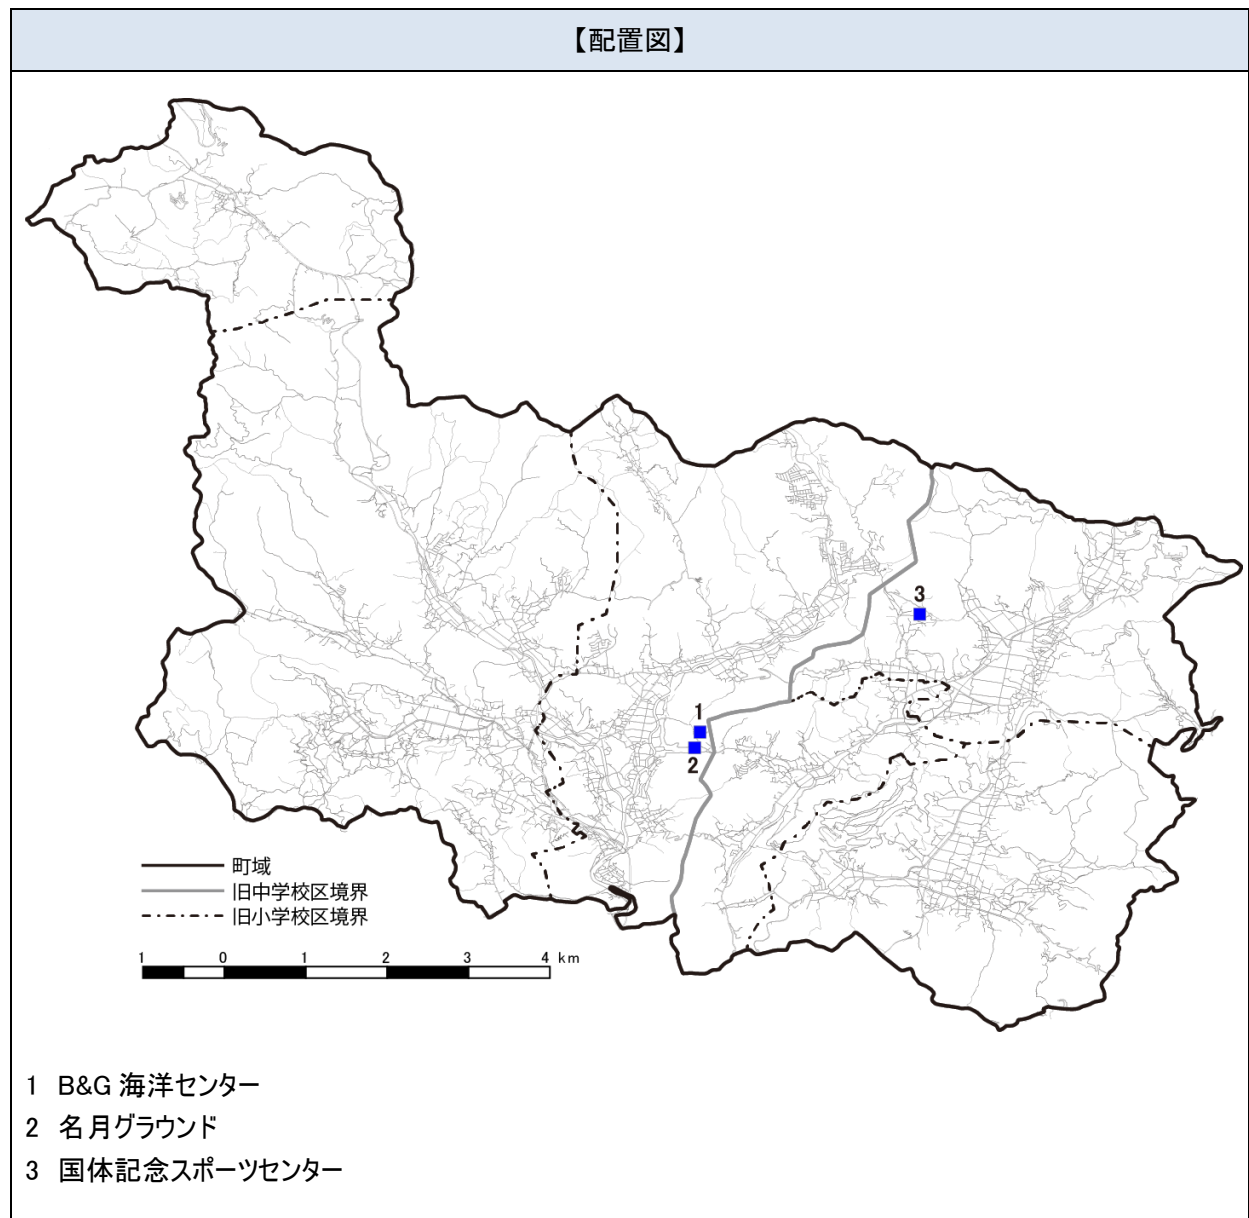 【配置図】
3
1
2
町域
旧中学校区境界
旧小学校区境界
1 0 1 2 3 4 km
1 B&G 海洋センター
2 名月グラウンド
3 国体記念スポーツセンター